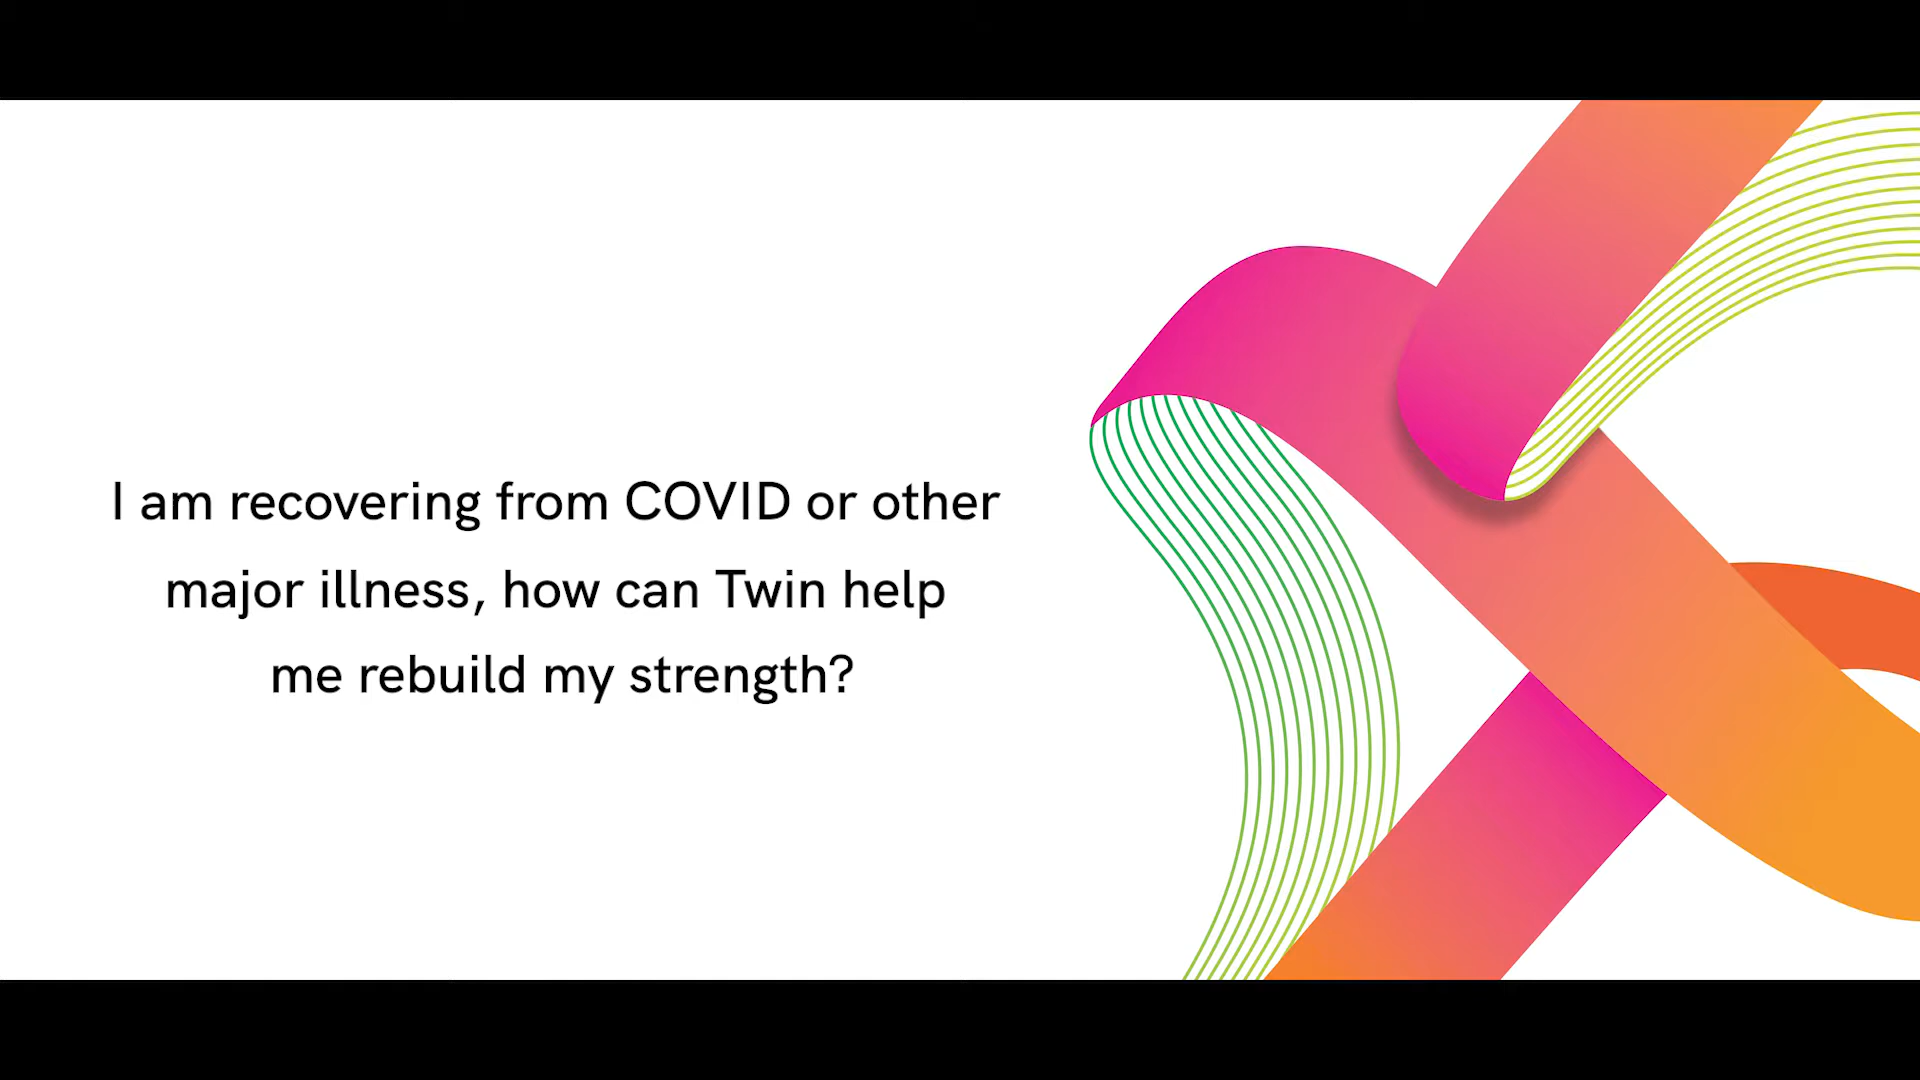 I am recovering from COVID or other
major illness, how can Twin help
me rebuild my strength?